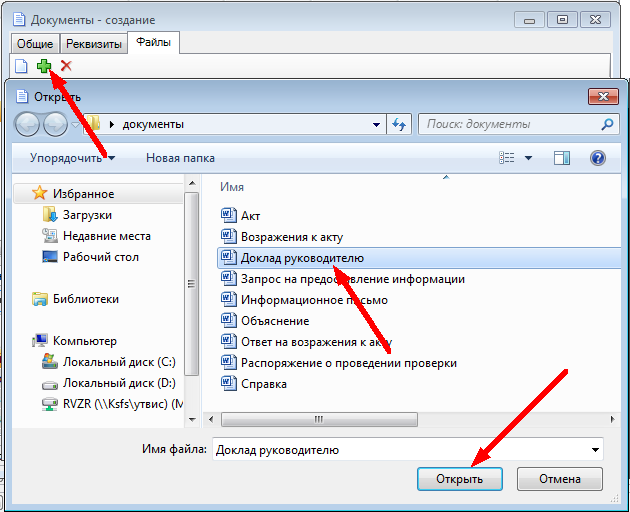 Документы - создание
Общие Реквизиты Файлы
Открыть
документы
Поиск: документы
Упорядочить Новая папка
Избранное
Загрузки
Недавние места
Рабочий стол
Библиотеки
Компьютер
Локальный диск (C:)
Локальный диск (D:)
RVZR (\\Ksfs\утвис) (M
Имя
Акт
Возражения к акту
Доклад руководителю
Запрос на предоставление информации
Информационное письмо
Объяснение
Ответ на возражения к акту
Распоряжение о проведении проверки
Справка
Имя файла: Доклад руководителю
Открыть Отмена